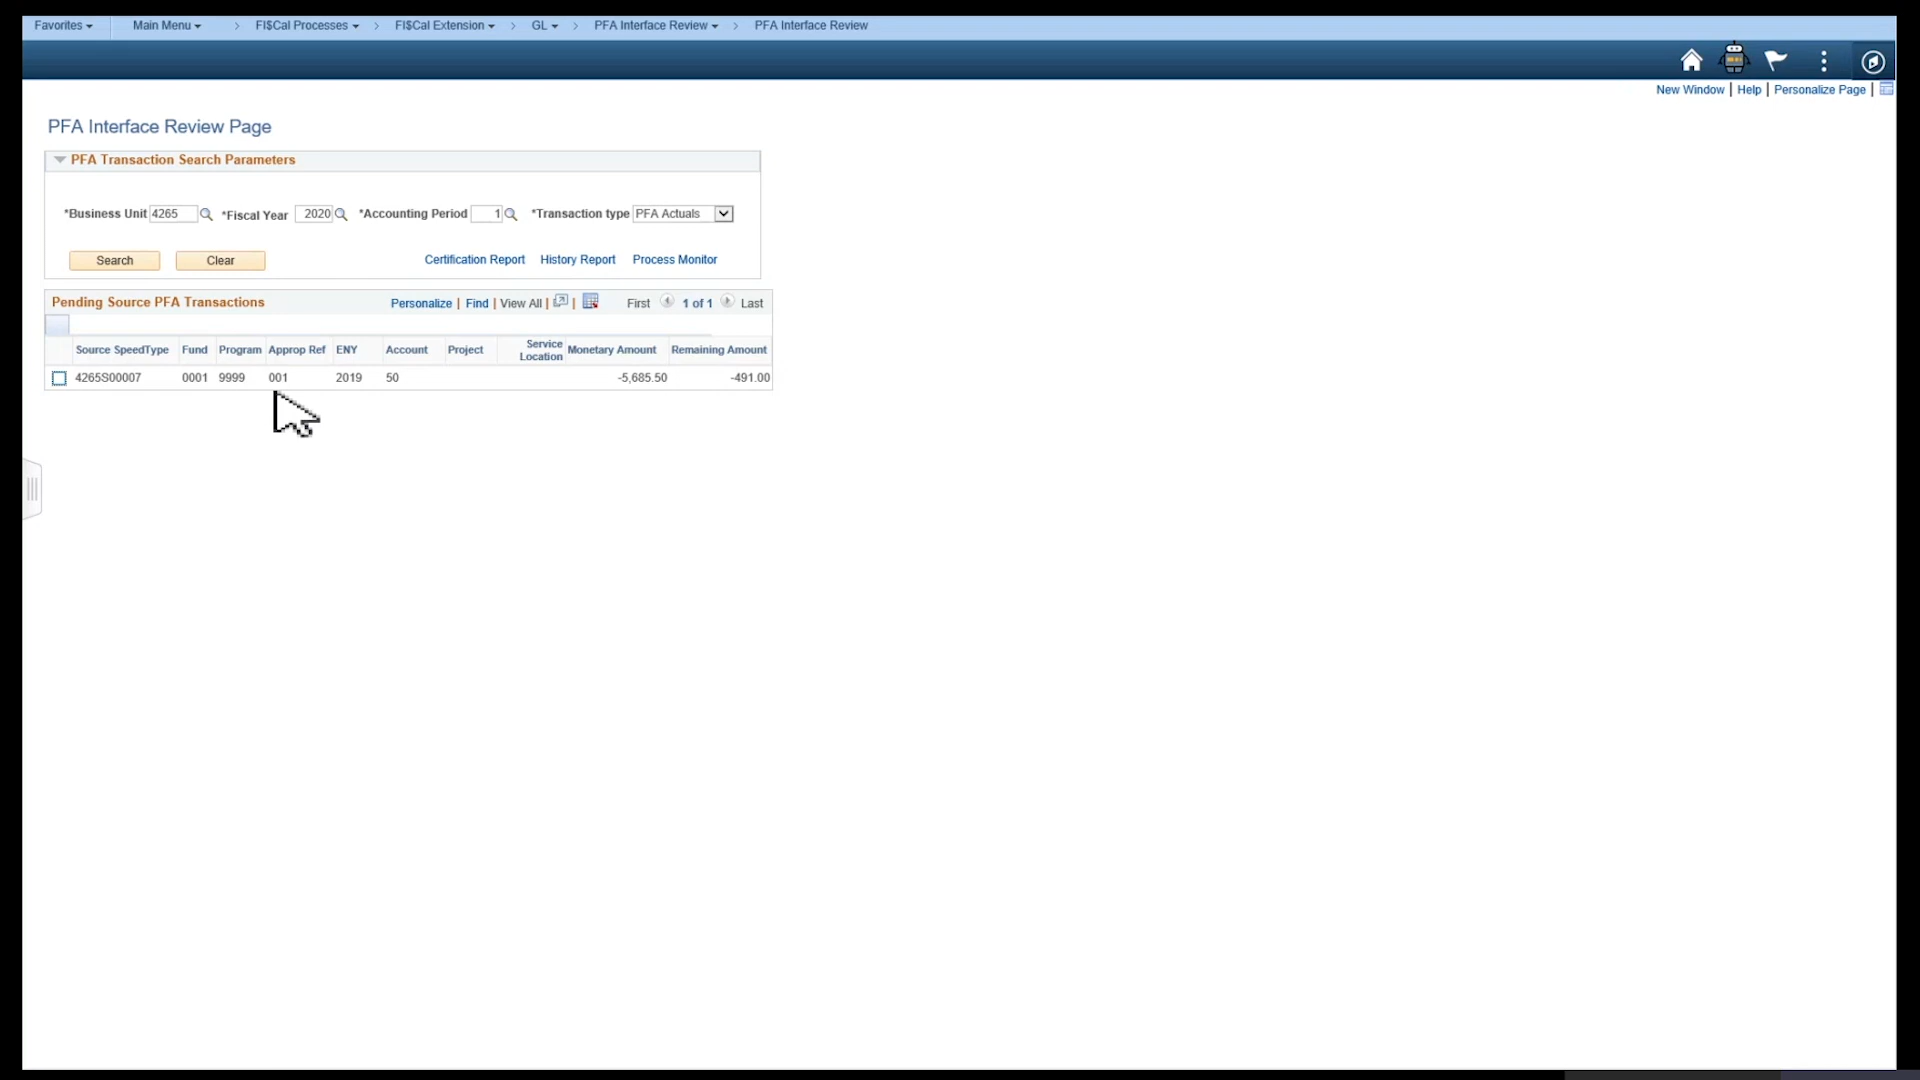 Favorites Main Menu > FI$Cal Processes > FI$Cal Extension > GL > PFA Interface Review > PFA Interface Review
New Window | Help | Personalize Page |
PFA Interface Review Page
PFA Transaction Search Parameters
*Business Unit 4265 *Fiscal Year 2020 *Accounting Period 1 *Transaction type PFA Actuals
Search Clear Certification Report History Report Process Monitor
Pending Source PFA Transactions Personalize | Find | View All | | First 1 of 1 Last
Source SpeedType Fund Program Approp Ref ENY Account Project Service Location Monetary Amount Remaining Amount
4265S00007 0001 9999 001 2019 50 -5,685.50 -491.00